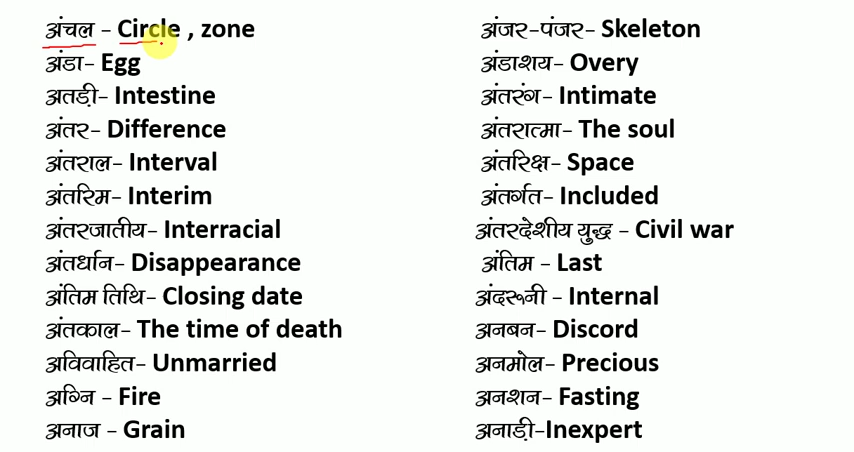 अंचल – Circle , zone
अंडा– Egg
अतड़ी– Intestine
अंतर– Difference
अंतराल– Interval
अंतरिम– Interim
अंतरजातीय– Interracial
अंतर्धान– Disappearance
अंतिम तिथि– Closing date
अंतकाल– The time of death
अविवाहित– Unmarried
अग्नि – Fire
अनाज– Grain
अंजर–पंजर– Skeleton
अंडाशय– Overy
अंतरंग– Intimate
अंतरात्मा– The soul
अंतरिक्ष– Space
अंतर्गत– Included
अंतरदेशीय युद्ध – Civil war
अंतिम – Last
अंदरूनी – Internal
अनबन– Discord
अनमोल– Precious
अनशन– Fasting
अनाड़ी–Inexpert